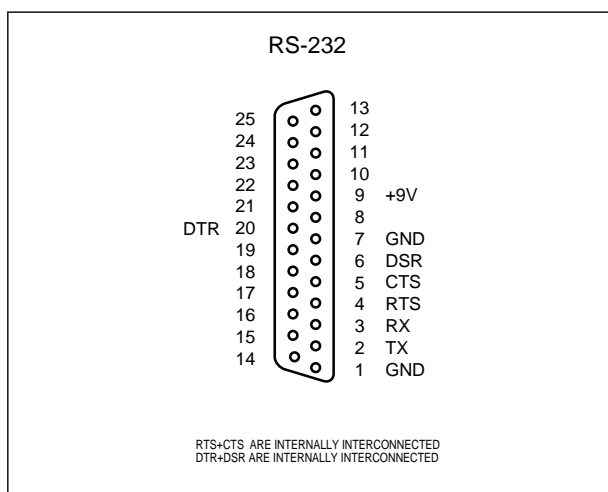 RS-232
13
25
12
24
11
23
10
22
9 +9V
21
8
DTR 20
7 GND
19
6 DSR
18
5 CTS
17
4 RTS
16
3 RX
15
2 TX
14
1 GND
RTS+CTS ARE INTERNALLY INTERCONNECTED
DTR+DSR ARE INTERNALLY INTERCONNECTED